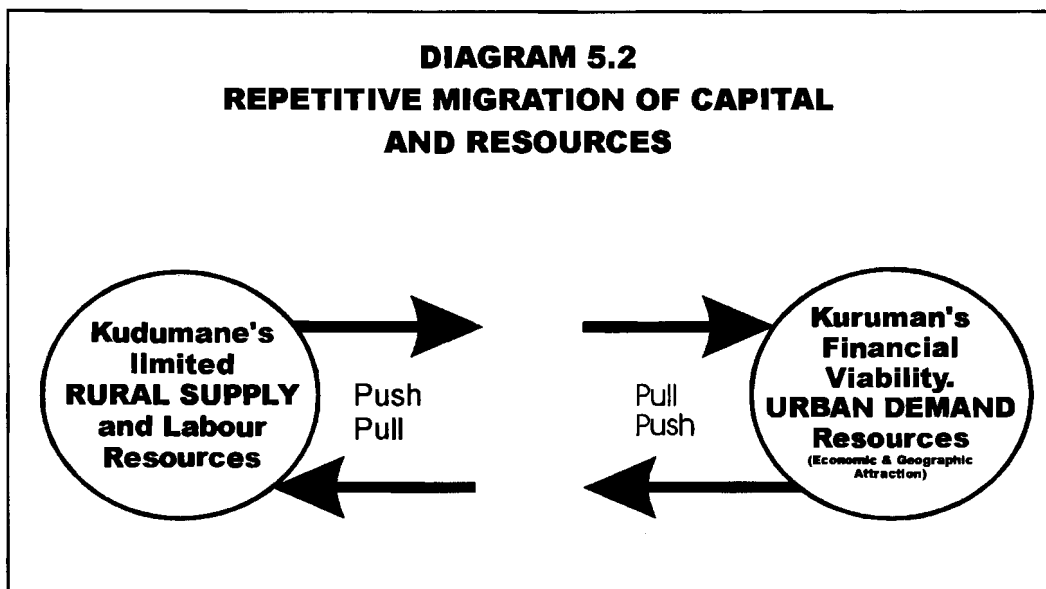 DIAGRAM 5.2
REPETITIVE MIGRATION OF CAPITAL
AND RESOURCES
Kudumane's
limited
RURAL SUPPLY
and Labour
Resources
Push
Pull
Pull
Push
Kuruman's
Financial
Viability.
URBAN DEMAND
Resources
(Economic & Geographic
Attraction)